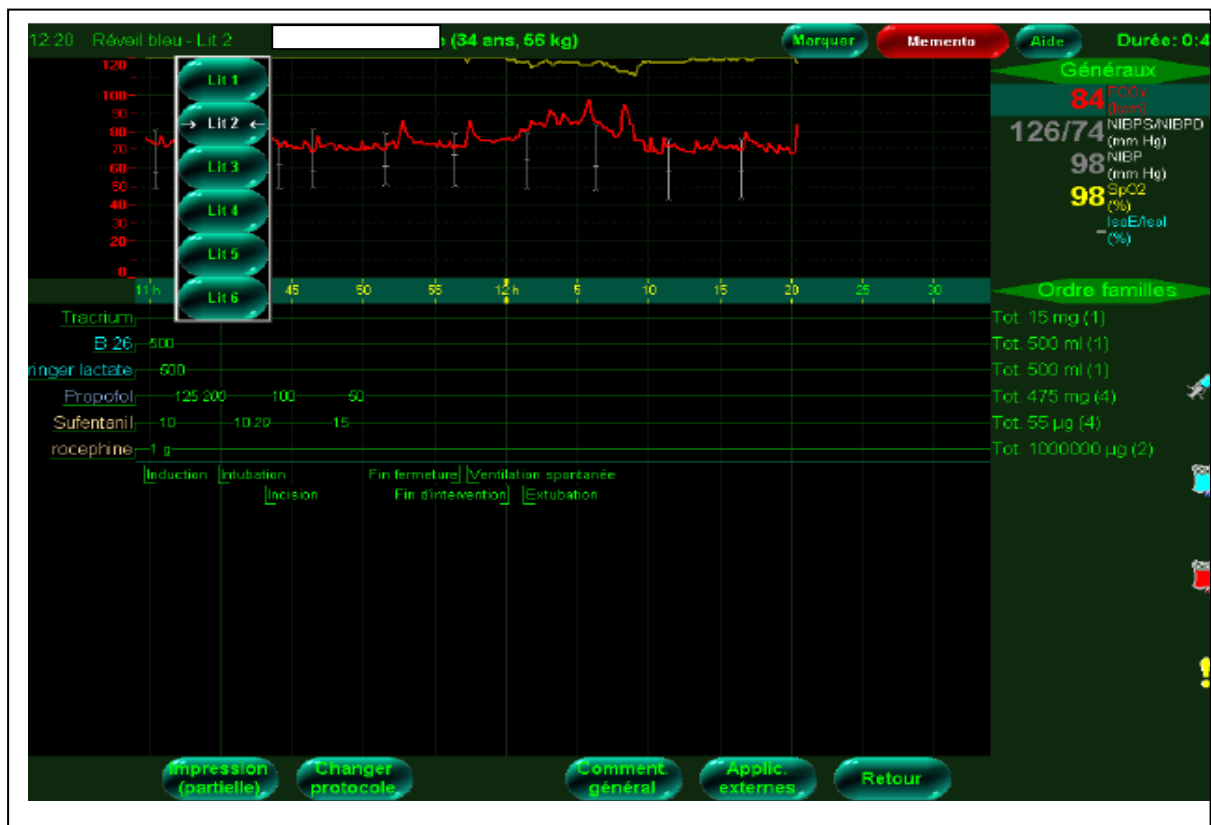 12:20 Réveil bleu - Lit 2 (34 ans, 56 kg) Marquer Memento Aide Durée: 0:4
Généraux
84 ECGx (bpm)
126/74 NIBPS/NIBPD (mm Hg)
98 NIBP (mm Hg)
98 SpO2 (%)
- IsoE/IsoI (%)
120
100
90
80
70
60
50
40
30
20
0
Lit 1
→ Lit 2 ←
Lit 3
Lit 4
Lit 5
Lit 6
11 h 45 50 55 12 h 5 10 15 20 25 30
Ordre familles
Tracrium Tot. 15 mg (1)
B 26 500 Tot. 500 ml (1)
ringer lactate 500 Tot. 500 ml (1)
Propofol 125 200 100 50 Tot. 475 mg (4)
Sufentanil 10 10 20 15 Tot. 55 µg (4)
rocephine 1 g Tot. 1000000 µg (2)
Induction Intubation Fin fermeture Ventilation spontanée
Incision Fin d'intervention Extubation
Impression (partielle)
Changer protocole
Comment. général
Applic. externes
Retour